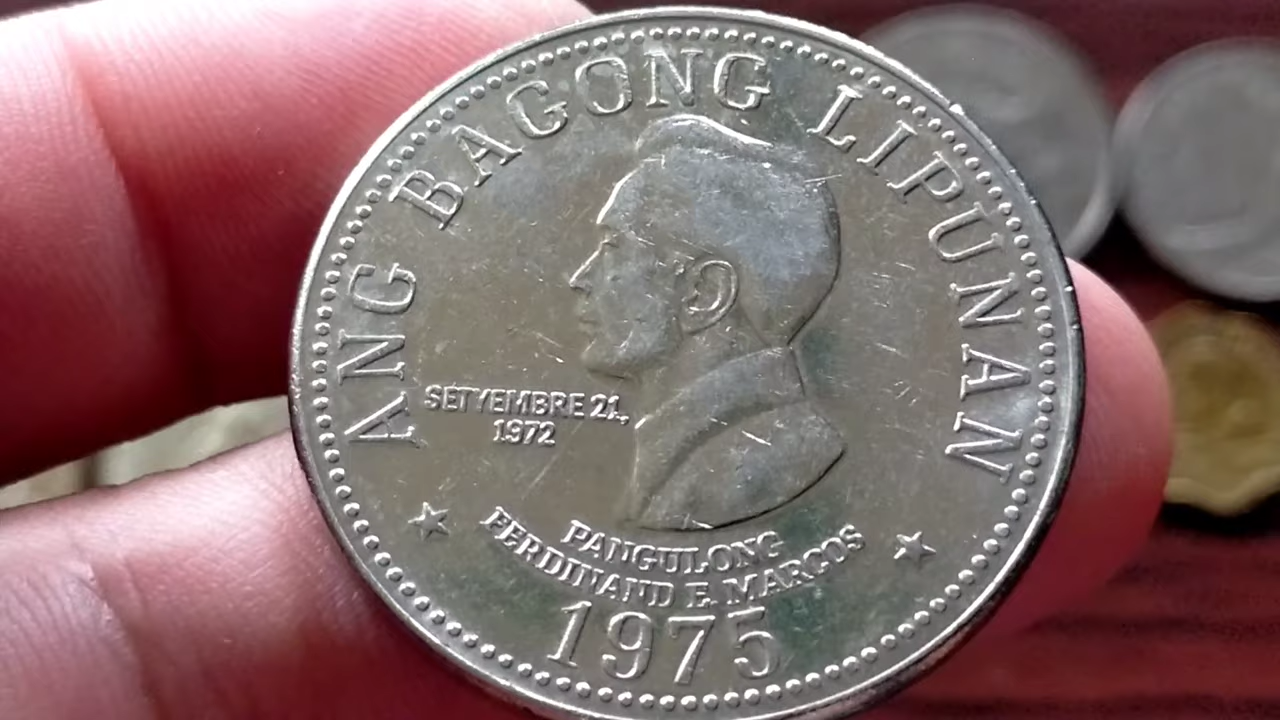 ANG BAGONG LIPUNAN
SETYEMBRE 21,
1972
PANGULONG
FERDINAND E. MARCOS
1975